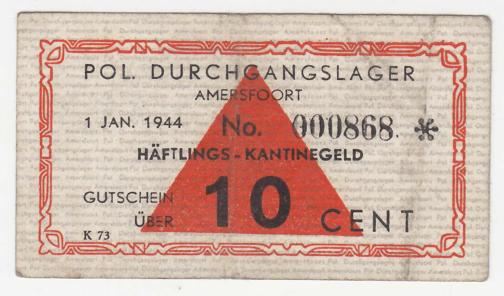 POL. DURCHGANGSLAGER
AMERSFOORT
1 JAN. 1944 No. 000868. *
HÄFTLINGS-KANTINEGELD
GUTSCHEIN
ÜBER 10 CENT
K 73